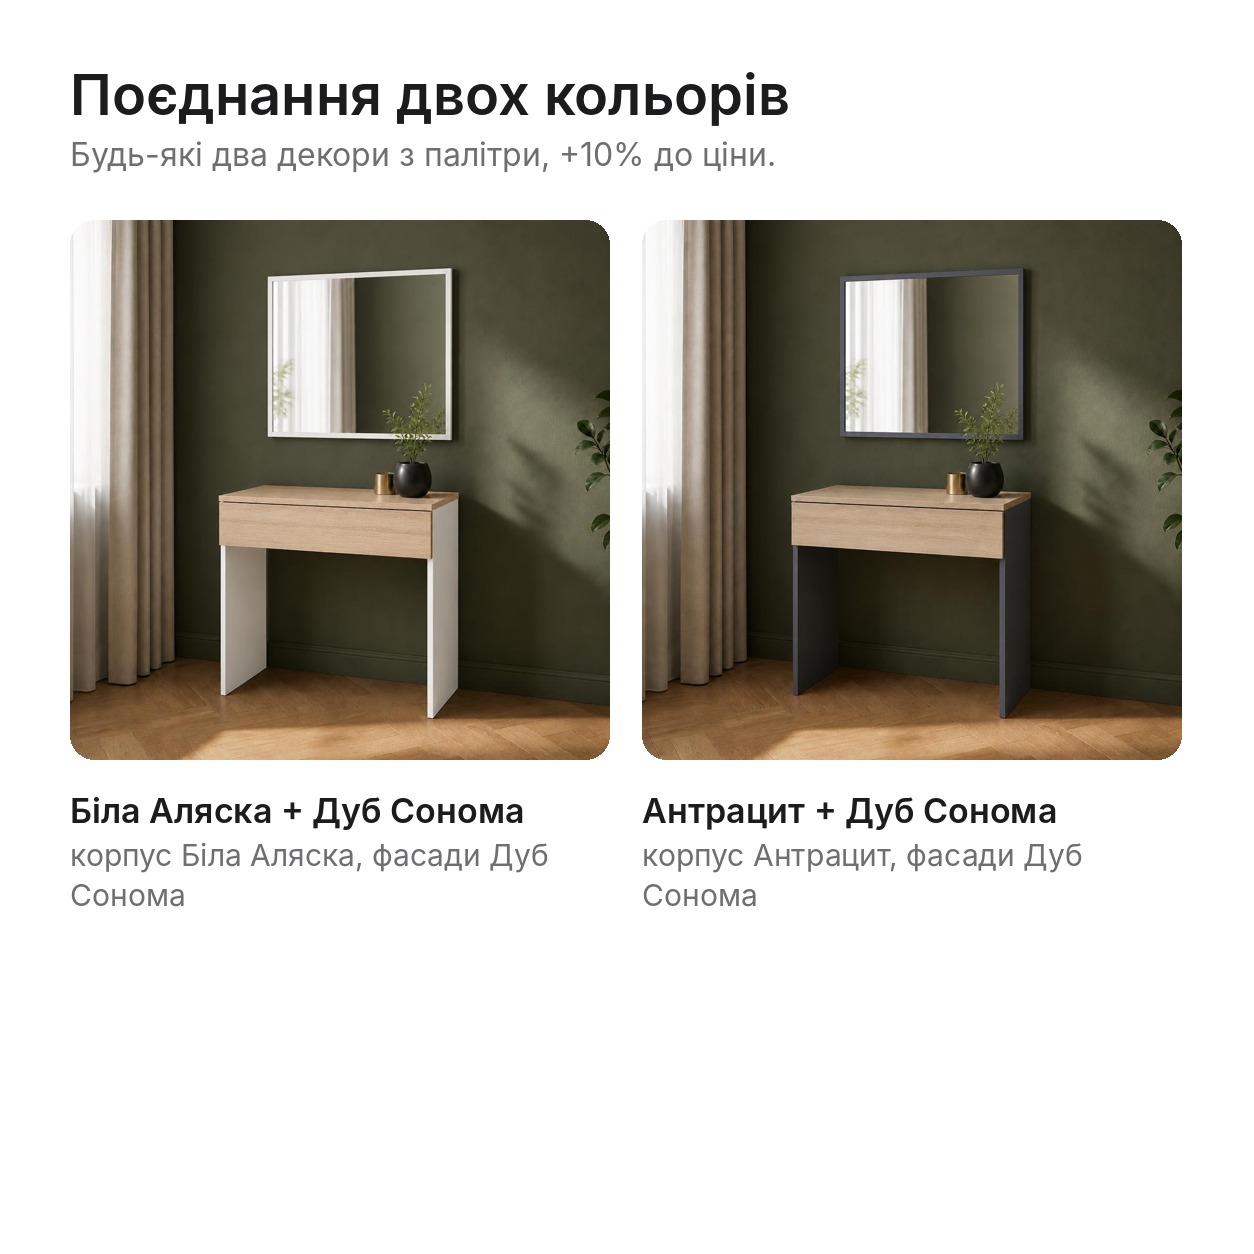 Поєднання двох кольорів
Будь-які два декори з палітри, +10% до ціни.
Біла Аляска + Дуб Сонома
корпус Біла Аляска, фасади Дуб
Сонома
Антрацит + Дуб Сонома
корпус Антрацит, фасади Дуб
Сонома